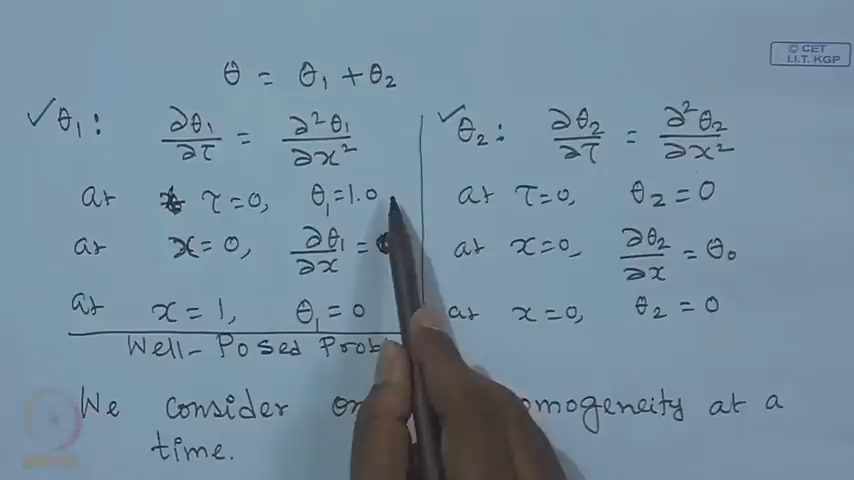 © CET
I.I.T. KGP
θ = θ₁ + θ₂
✓θ₁: ∂θ₁/∂τ = ∂²θ₁/∂x²
at τ=0, θ₁=1.0
at x=0, ∂θ₁/∂x =
at x=1, θ₁=0
Well-Posed
✓θ₂: ∂θ₂/∂τ = ∂²θ₂/∂x²
at τ=0, θ₂=0
at x=0, ∂θ₂/∂x = θ₀
at x=0, θ₂=0
We consider omogeneity at a
time.